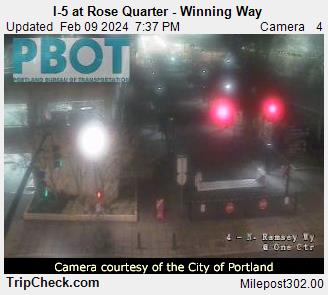 I-5 at Rose Quarter - Winning Way
Updated Feb 09 2024 7:37 PM Camera 4
PBOT
PORTLAND BUREAU OF TRANSPORTATION
4 - N. Ramsey Wy
@ One Ctr
Camera courtesy of the City of Portland
TripCheck.com Milepost302.00